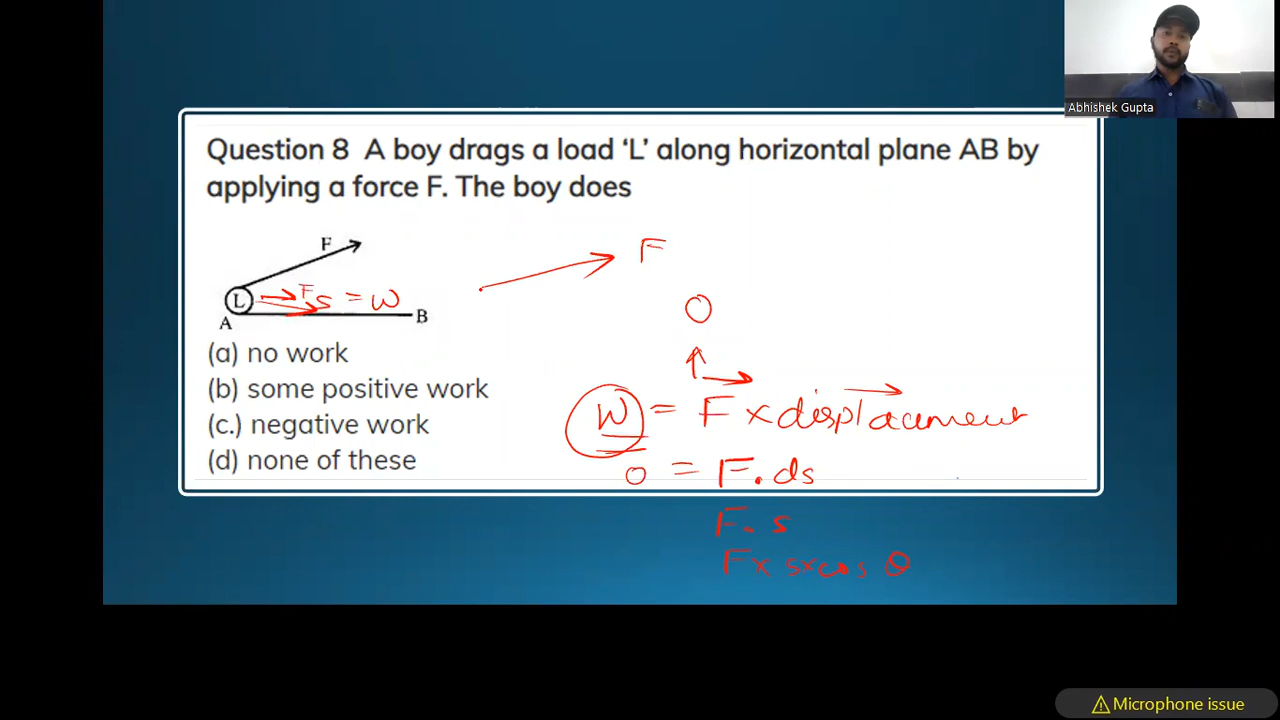 Abhishek Gupta
Question 8 A boy drags a load ‘L’ along horizontal plane AB by
applying a force F. The boy does
F
F
L
F
s = W
A
B
O
(a) no work
(b) some positive work
(c.) negative work
(d) none of these
W = F x displacement
0 = F . ds
F . s
F x s x cos θ
Microphone issue